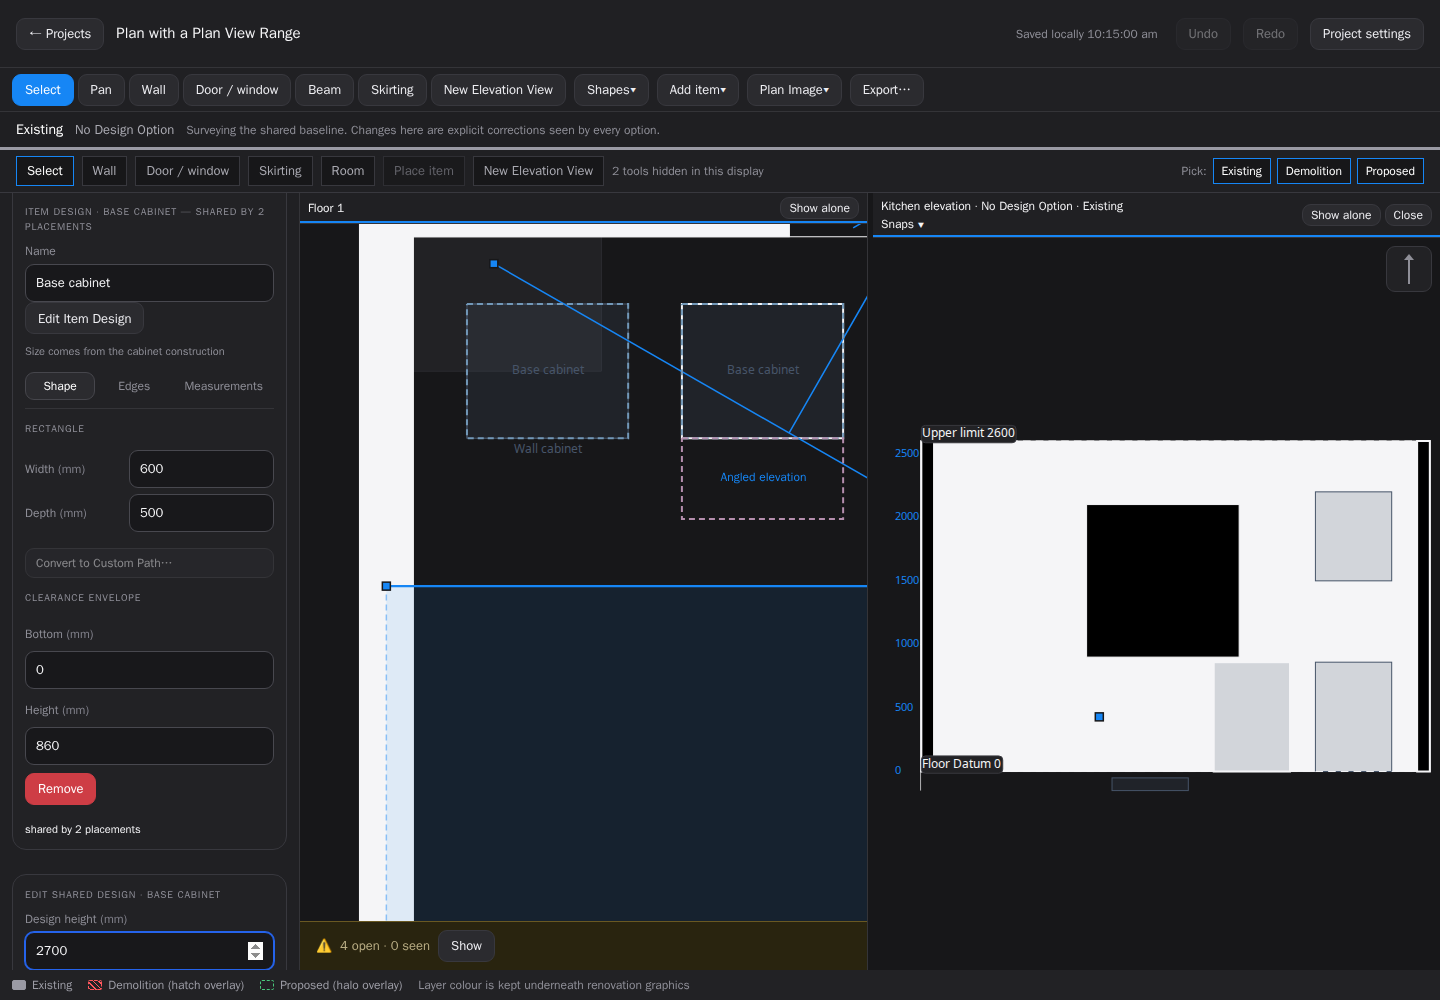 ← Projects
Plan with a Plan View Range
Saved locally 10:15:00 am
Undo
Redo
Project settings
Select
Pan
Wall
Door / window
Beam
Skirting
New Elevation View
Shapes▾
Add item▾
Plan Image▾
Export…
Existing No Design Option Surveying the shared baseline. Changes here are explicit corrections seen by every option.
Select
Wall
Door / window
Skirting
Room
Place item
New Elevation View
2 tools hidden in this display
Pick:
Existing
Demolition
Proposed
ITEM DESIGN · BASE CABINET — SHARED BY 2
PLACEMENTS
Name
Base cabinet
Edit Item Design
Size comes from the cabinet construction
Shape
Edges
Measurements
RECTANGLE
Width (mm)
600
Depth (mm)
500
Convert to Custom Path…
CLEARANCE ENVELOPE
Bottom (mm)
0
Height (mm)
860
Remove
shared by 2 placements
EDIT SHARED DESIGN · BASE CABINET
Design height (mm)
2700
Floor 1
Show alone
Base cabinet
Base cabinet
Wall cabinet
Angled elevation
⚠️ 4 open · 0 seen
Show
Kitchen elevation · No Design Option · Existing
Snaps ▾
Show alone
Close
Upper limit 2600
2500
2000
1500
1000
500
0
Floor Datum 0
Existing
Demolition (hatch overlay)
Proposed (halo overlay)
Layer colour is kept underneath renovation graphics